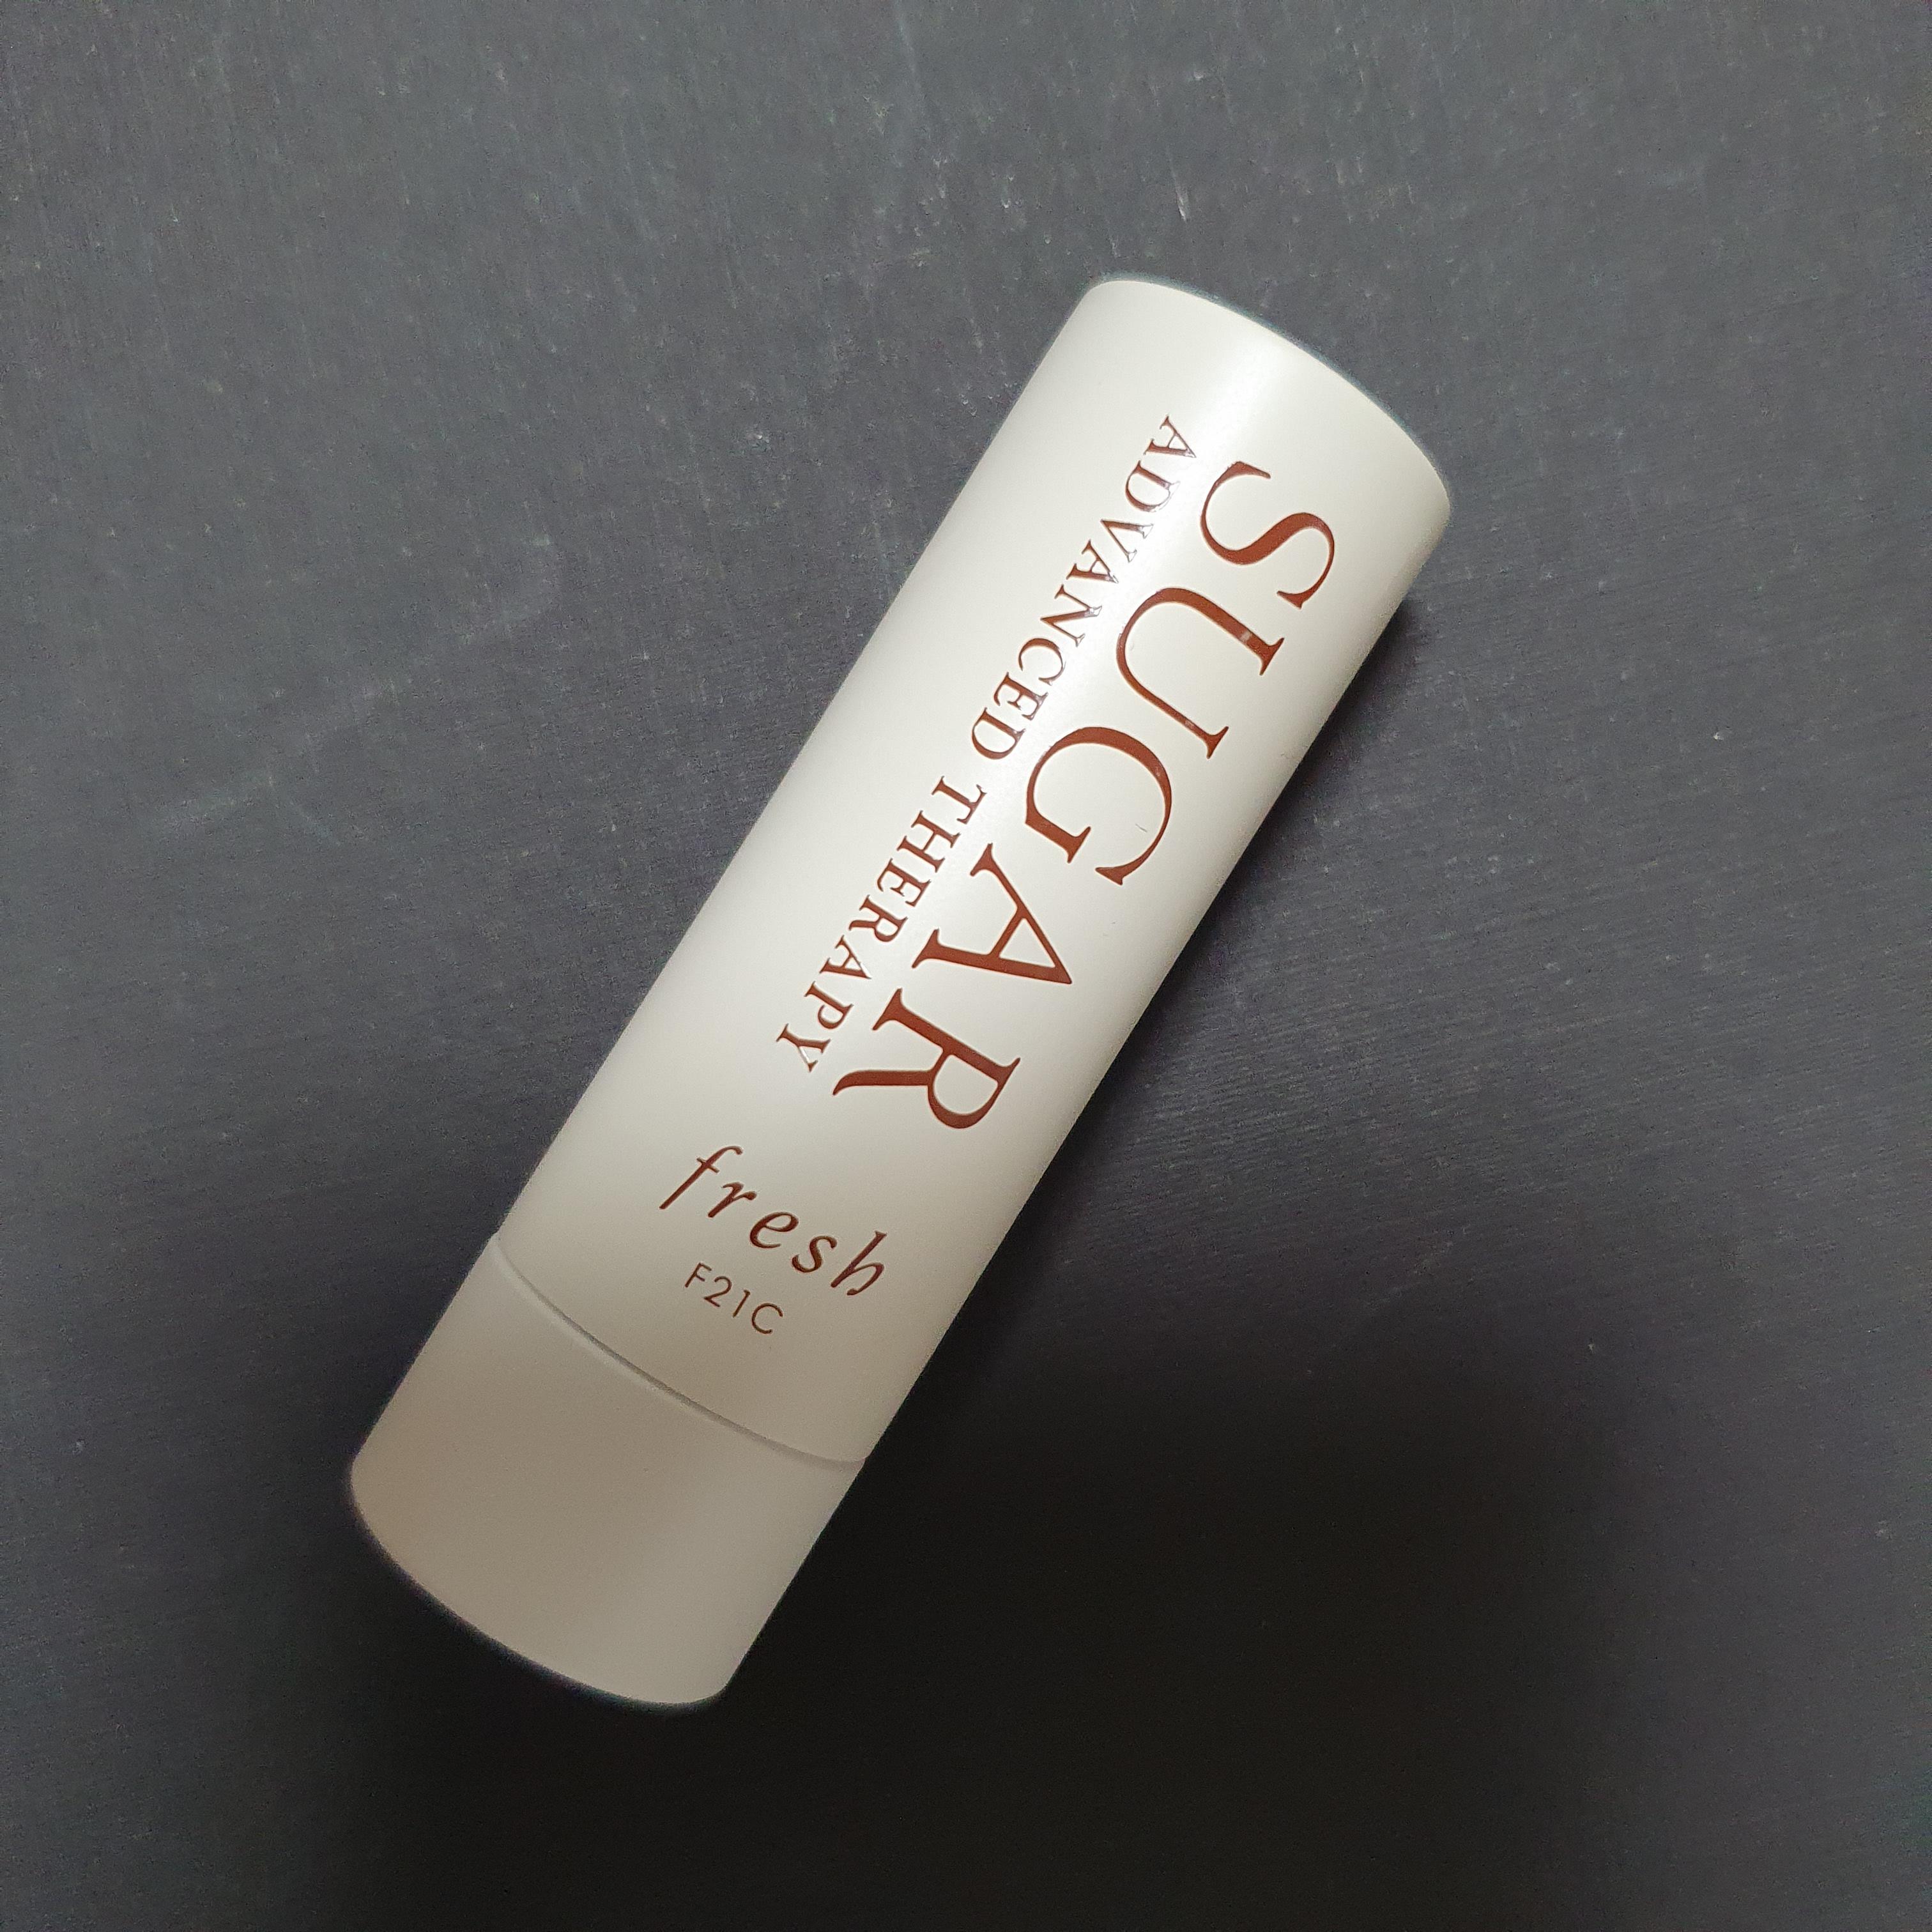 SUGAR
ADVANCED THERAPY
fresh
F21C